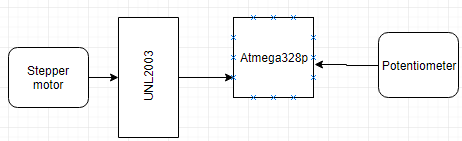 Stepper
motor
UNL2003
Atmega328p
Potentiometer